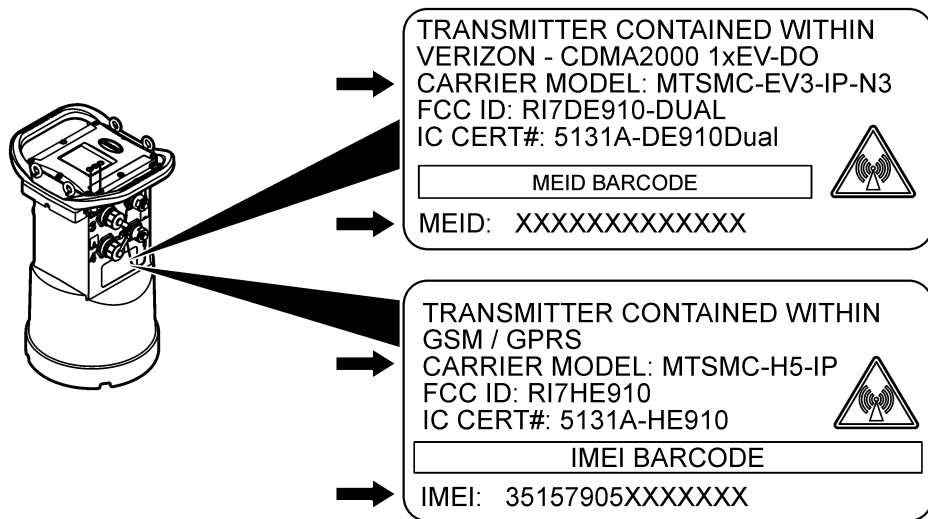 TRANSMITTER CONTAINED WITHIN
VERIZON - CDMA2000 1xEV-DO
CARRIER MODEL: MTSMC-EV3-IP-N3
FCC ID: RI7DE910-DUAL
IC CERT#: 5131A-DE910Dual
MEID BARCODE
MEID: XXXXXXXXXXXXXX
TRANSMITTER CONTAINED WITHIN
GSM / GPRS
CARRIER MODEL: MTSMC-H5-IP
FCC ID: RI7HE910
IC CERT#: 5131A-HE910
IMEI BARCODE
IMEI: 35157905XXXXXXX